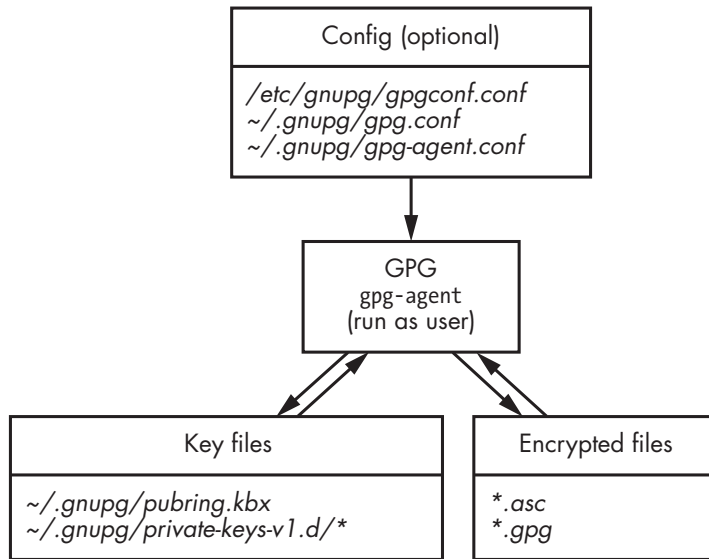 Config (optional)
/etc/gnupg/gpgconf.conf
~/.gnupg/gpg.conf
~/.gnupg/gpg-agent.conf
GPG
gpg-agent
(run as user)
Key files
~/.gnupg/pubring.kbx
~/.gnupg/private-keys-v1.d/*
Encrypted files
*.asc
*.gpg